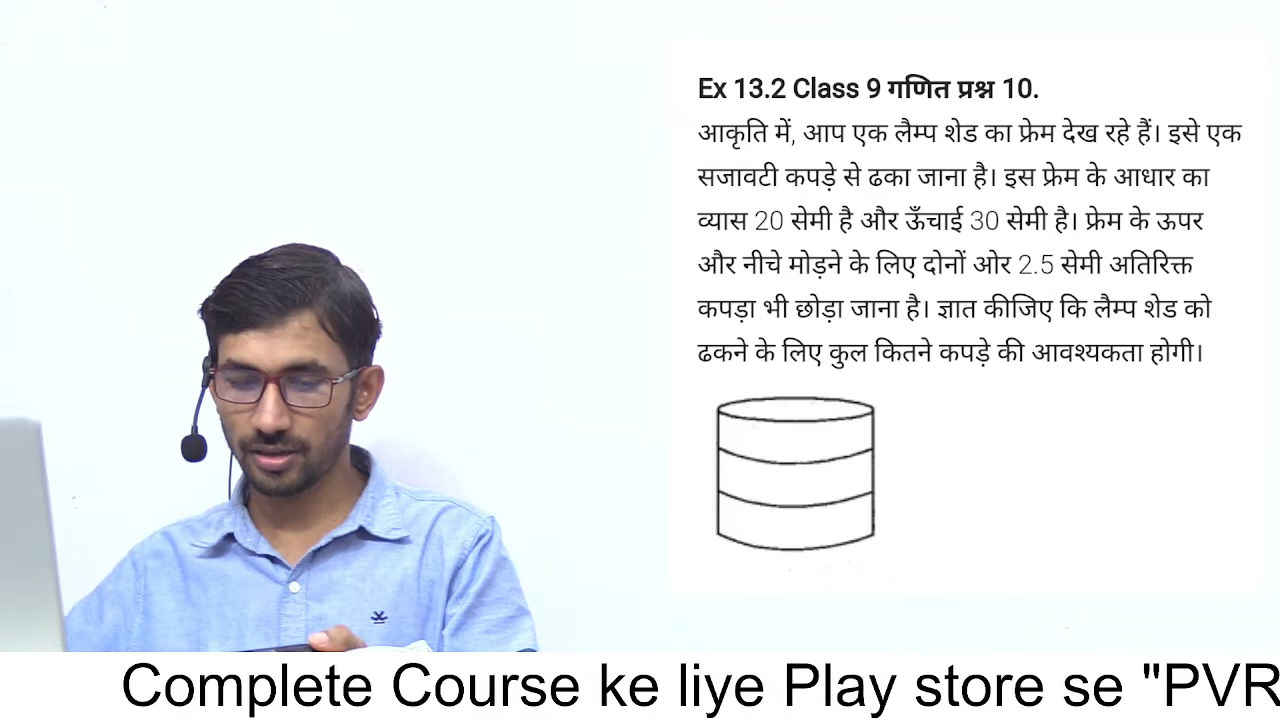 Ex 13.2 Class 9 गणित प्रश्न 10.
आकृति में, आप एक लैम्प शेड का फ्रेम देख रहे हैं। इसे एक
सजावटी कपड़े से ढका जाना है। इस फ्रेम के आधार का
व्यास 20 सेमी है और ऊँचाई 30 सेमी है। फ्रेम के ऊपर
और नीचे मोड़ने के लिए दोनों ओर 2.5 सेमी अतिरिक्त
कपड़ा भी छोड़ा जाना है। ज्ञात कीजिए कि लैम्प शेड को
ढकने के लिए कुल कितने कपड़े की आवश्यकता होगी।
Complete Course ke liye Play store se "PVR